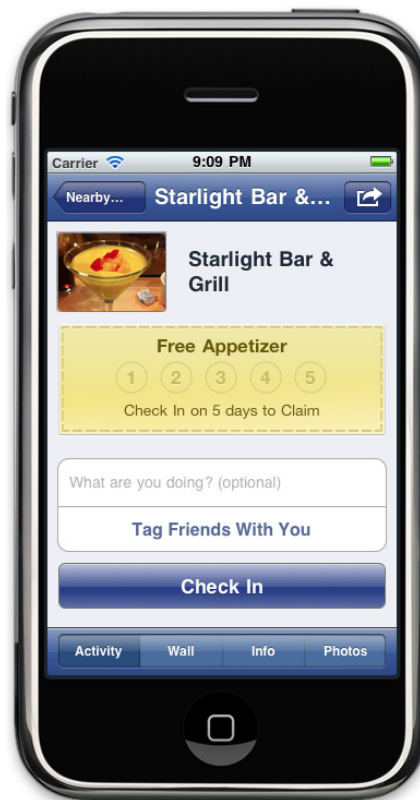 Carrier 9:09 PM
Nearby... Starlight Bar &...
Starlight Bar &
Grill
Free Appetizer
1 2 3 4 5
Check In on 5 days to Claim
What are you doing? (optional)
Tag Friends With You
Check In
Activity Wall Info Photos